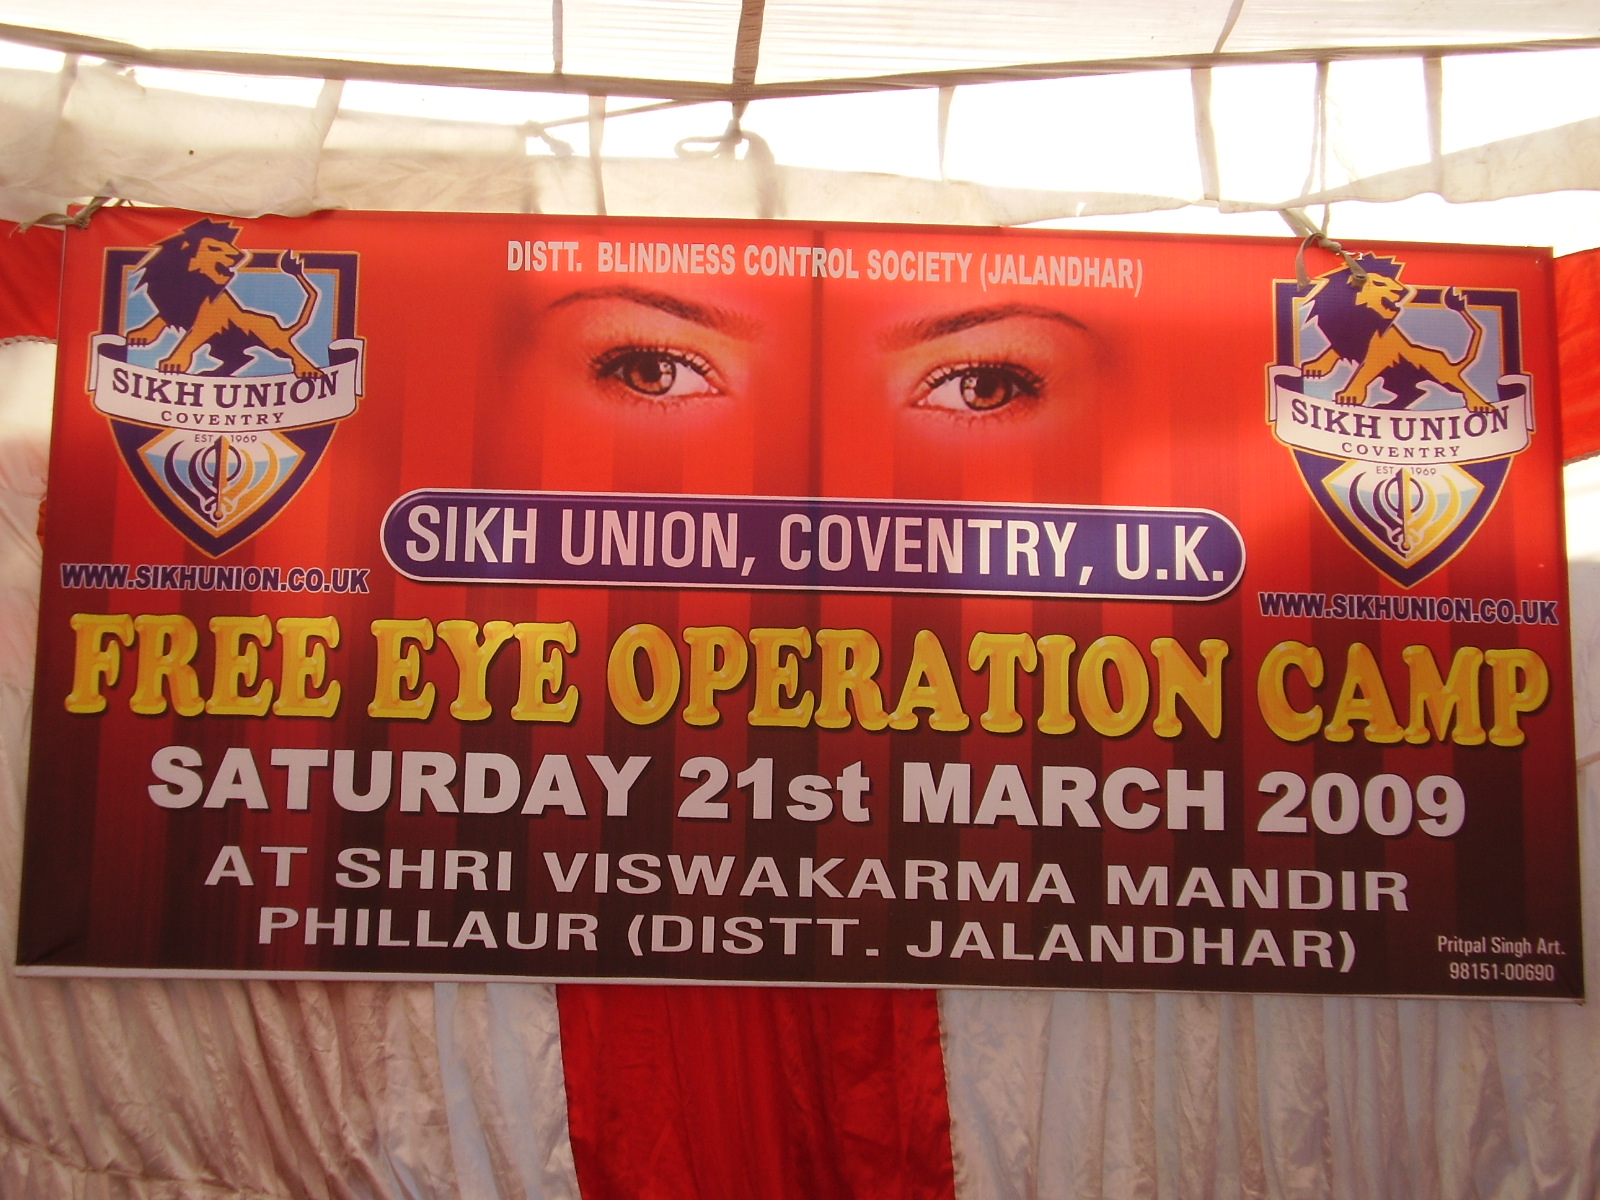 DISTT. BLINDNESS CONTROL SOCIETY (JALANDHAR)
SIKH UNION
COVENTRY
EST. 1969
WWW.SIKHUNION.CO.UK
SIKH UNION
COVENTRY
EST 1969
WWW.SIKHUNION.CO.UK
SIKH UNION, COVENTRY, U.K.
FREE EYE OPERATION CAMP
SATURDAY 21st MARCH 2009
AT SHRI VISWAKARMA MANDIR
PHILLAUR (DISTT. JALANDHAR)
Pritpal Singh Art.
98151-00690